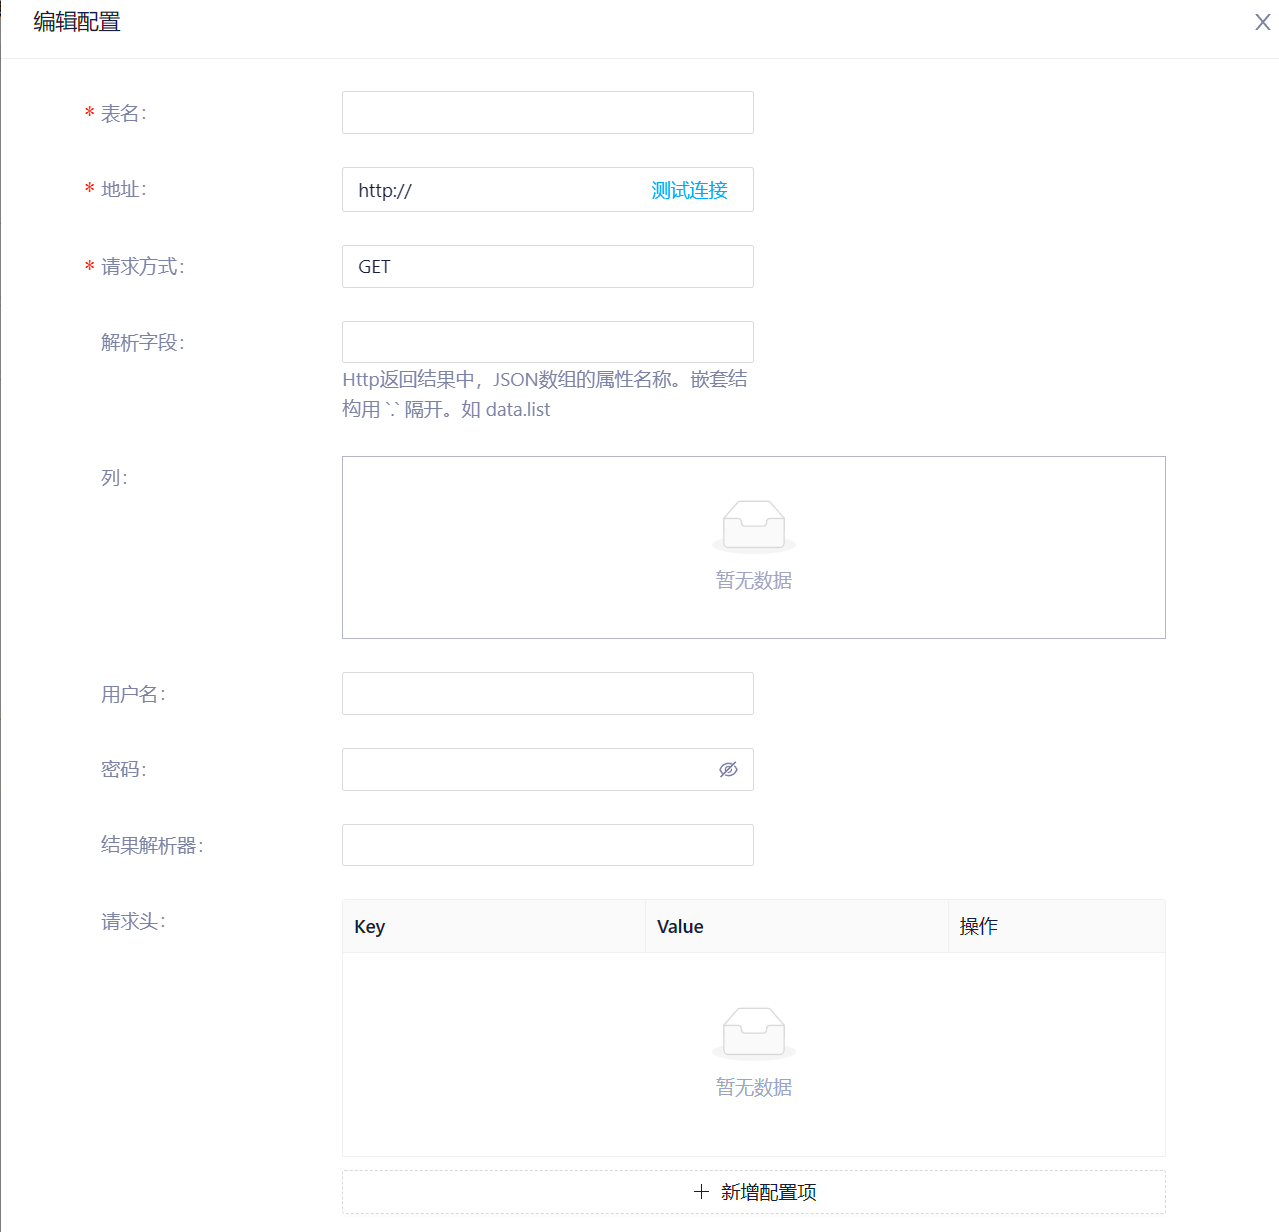 编辑配置
* 表名:
* 地址:
http://
测试连接
* 请求方式:
GET
解析字段:
Http返回结果中，JSON数组的属性名称。嵌套结
构用 `.` 隔开。如 data.list
列:
暂无数据
用户名:
密码:
结果解析器:
请求头:
Key
Value
操作
暂无数据
+ 新增配置项